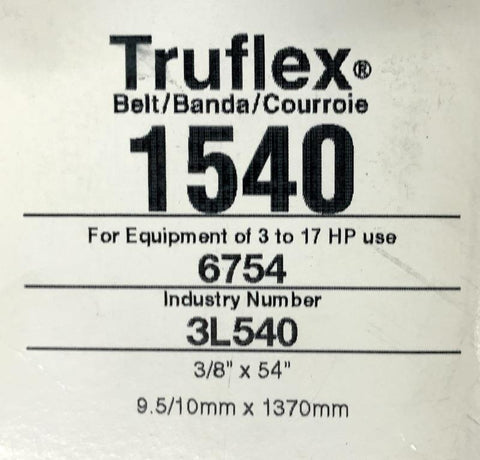 Truflex®
Belt/Banda/Courroie
1540
For Equipment of 3 to 17 HP use
6754
Industry Number
3L540
3/8" x 54"
9.5/10mm x 1370mm